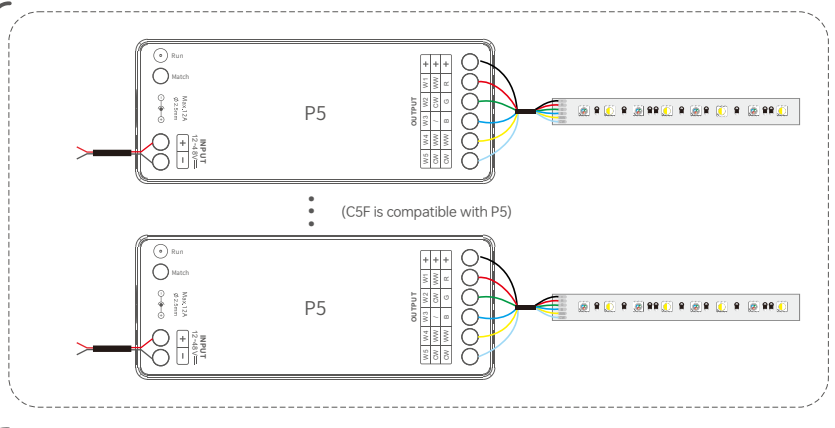 Run
Match
Max.12A
Ø 2.5mm
+
−
INPUT
12~48V
P5
OUTPUT
+ + +
W1 WW R
W2 CW G
W3 / B
W4 WW WW
W5 CW CW
(C5F is compatible with P5)
Run
Match
Max.12A
Ø 2.5mm
+
−
INPUT
12~48V
P5
OUTPUT
+ + +
W1 WW R
W2 CW G
W3 / B
W4 WW WW
W5 CW CW